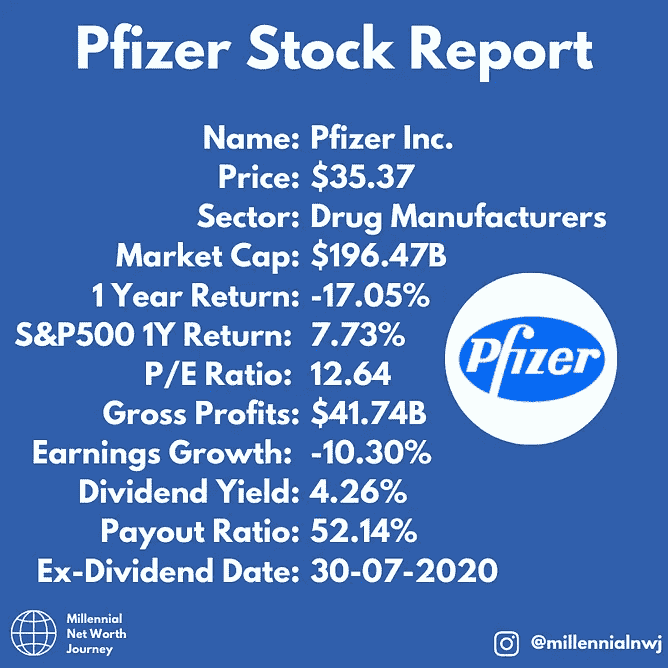 Pfizer Stock Report
Name: Pfizer Inc.
Price: $35.37
Sector: Drug Manufacturers
Market Cap: $196.47B
1 Year Return: -17.05%
S&P500 1Y Return: 7.73%
P/E Ratio: 12.64
Gross Profits: $41.74B
Earnings Growth: -10.30%
Dividend Yield: 4.26%
Payout Ratio: 52.14%
Ex-Dividend Date: 30-07-2020
Pfizer
Millennial
Net Worth
Journey
@millennialnwj